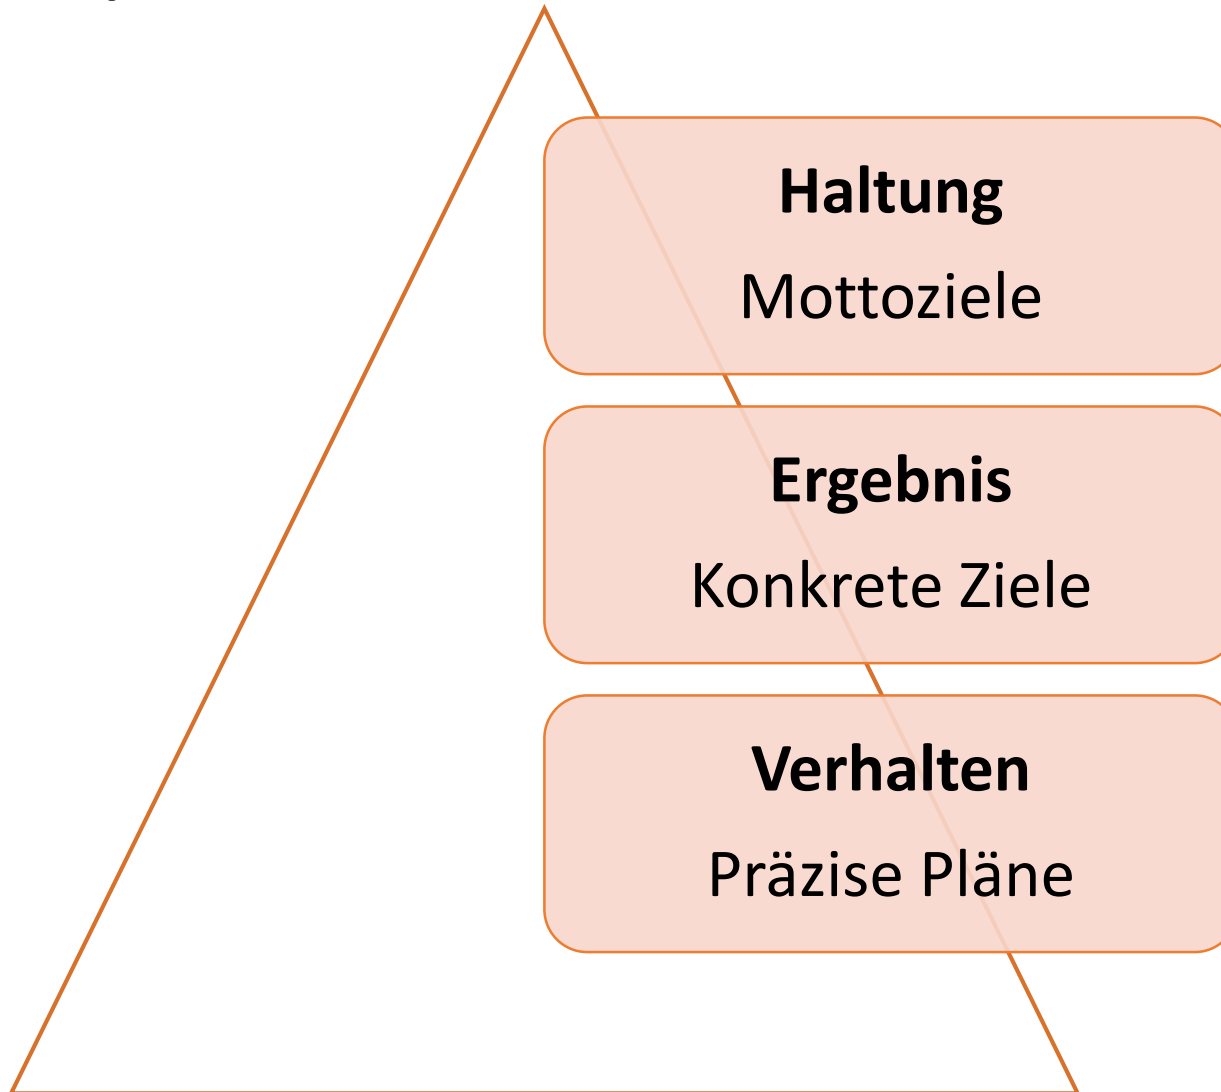 Haltung
Mottoziele
Ergebnis
Konkrete Ziele
Verhalten
Präzise Pläne